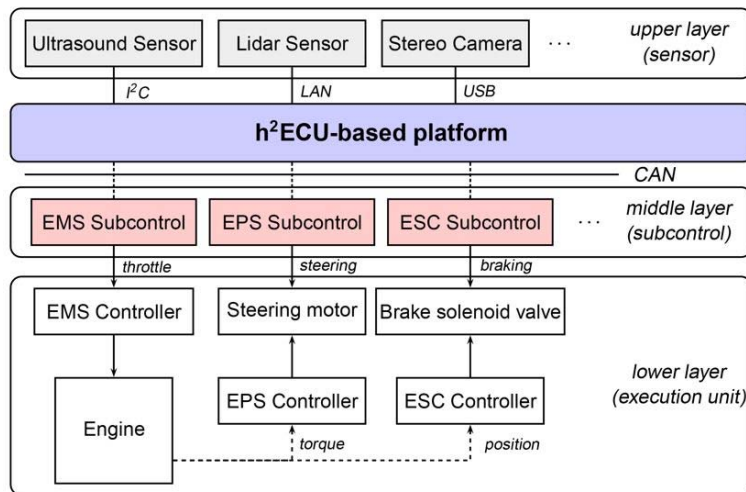 Ultrasound Sensor
Lidar Sensor
Stereo Camera
...
upper layer
(sensor)
I²C
LAN
USB
h²ECU-based platform
CAN
EMS Subcontrol
EPS Subcontrol
ESC Subcontrol
...
middle layer
(subcontrol)
throttle
steering
braking
EMS Controller
Steering motor
Brake solenoid valve
lower layer
(execution unit)
Engine
EPS Controller
ESC Controller
torque
position